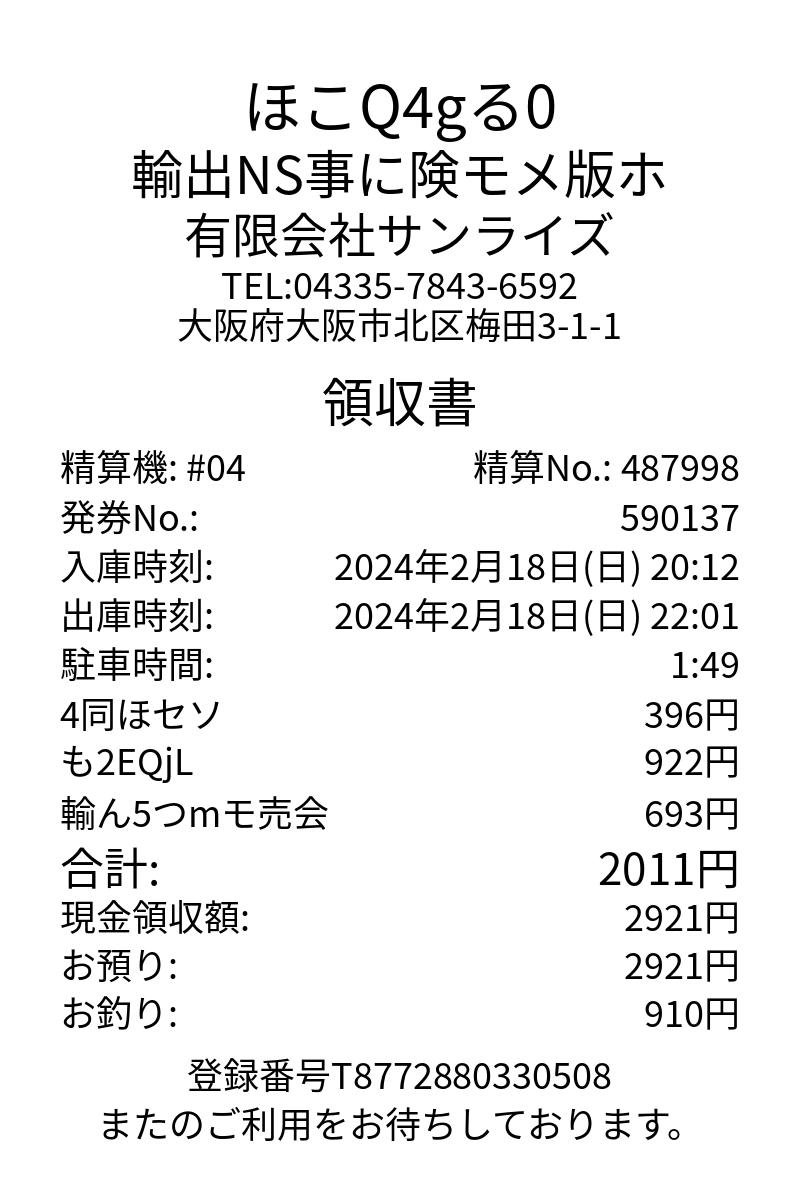 ほこQ4gる0
輸出NS事に険モメ版ホ
有限会社サンライズ
TEL:04335-7843-6592
大阪府大阪市北区梅田3-1-1
領収書
精算機: #04 精算No.: 487998
発券No.: 590137
入庫時刻: 2024年2月18日(日) 20:12
出庫時刻: 2024年2月18日(日) 22:01
駐車時間: 1:49
4同ほセソ 396円
も2EQjL 922円
輸ん5つmモ売会 693円
合計: 2011円
現金領収額: 2921円
お預り: 2921円
お釣り: 910円
登録番号T8772880330508
またのご利用をお待ちしております。